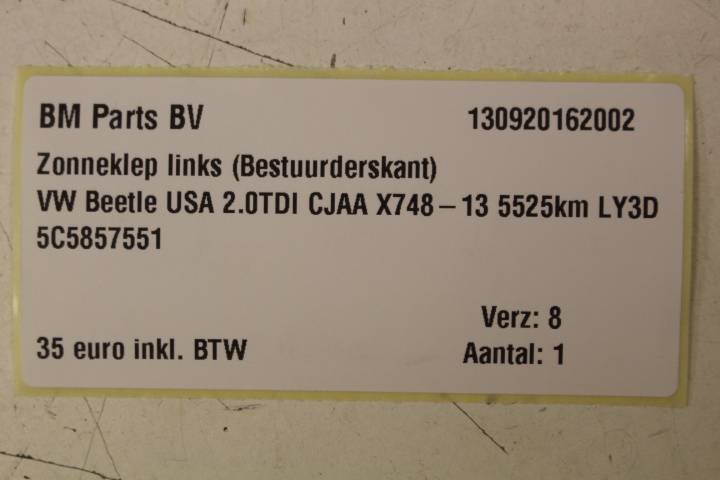 BM Parts BV 130920162002
Zonneklep links (Bestuurderskant)
VW Beetle USA 2.0TDI CJAA X748 – 13 5525km LY3D
5C5857551
Verz: 8
35 euro inkl. BTW Aantal: 1